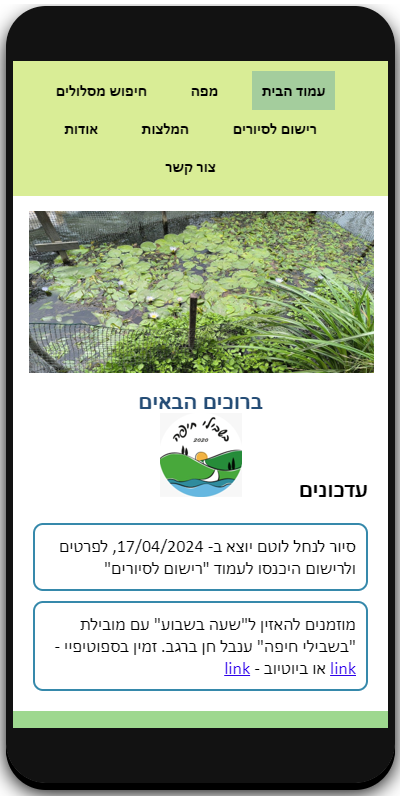 עמוד הבית מפה חיפוש מסלולים
רישום לסיורים המלצות אודות
צור קשר
ברוכים הבאים
בשבילי חיפה
2020
עדכונים
סיור לנחל לוטם יוצא ב- 17/04/2024, לפרטים
ולרישום היכנסו לעמוד "רישום לסיורים"
מוזמנים להאזין ל"שעה בשבוע" עם מובילת
"בשבילי חיפה" ענבל חן ברגב. זמין בספוטיפיי -
link או ביוטיוב - link